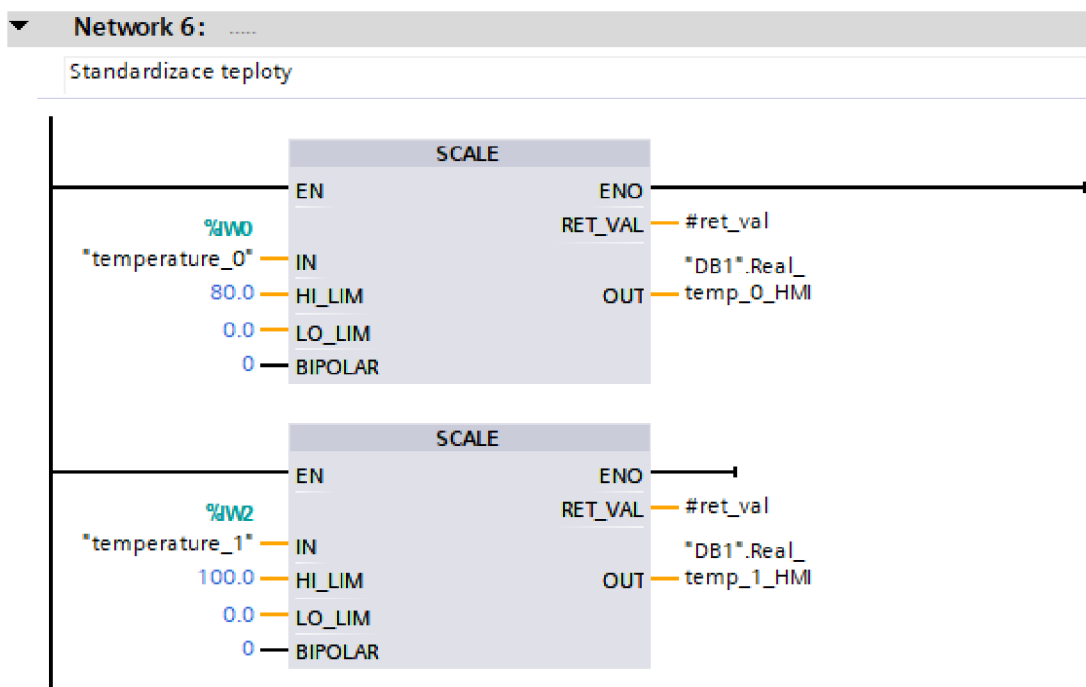 Network 6: .....
Standardizace teploty
SCALE
EN ENO
RET_VAL #ret_val
%IW0
"temperature_0" IN
"DB1".Real_
80.0 HI_LIM OUT temp_0_HMI
0.0 LO_LIM
0 BIPOLAR
SCALE
EN ENO
RET_VAL #ret_val
%IW2
"temperature_1" IN
"DB1".Real_
100.0 HI_LIM OUT temp_1_HMI
0.0 LO_LIM
0 BIPOLAR